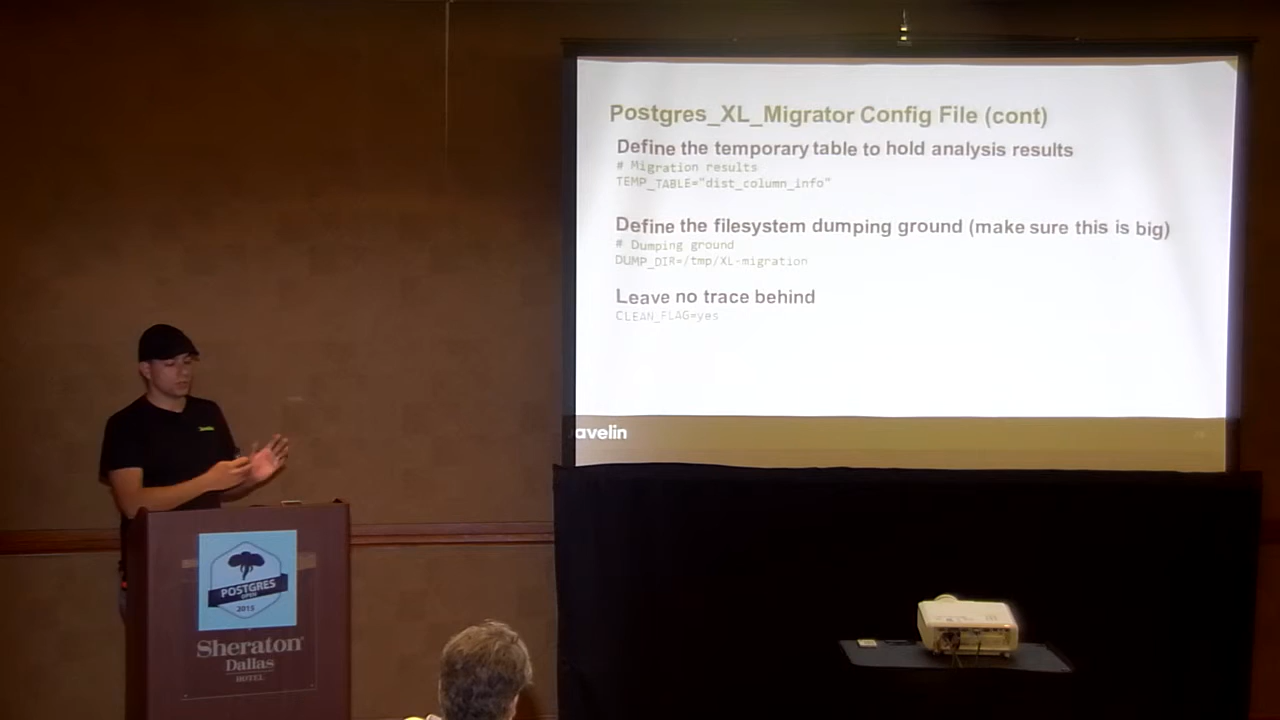 Postgres_XL_Migrator Config File (cont)
Define the temporary table to hold analysis results
# Migration results
TEMP_TABLE="dist_column_info"
Define the filesystem dumping ground (make sure this is big)
# Dumping ground
DUMP_DIR=/tmp/XL-migration
Leave no trace behind
CLEAN_FLAG=yes
avelin
POSTGRES
OPEN
2015
Sheraton
Dallas
HOTEL